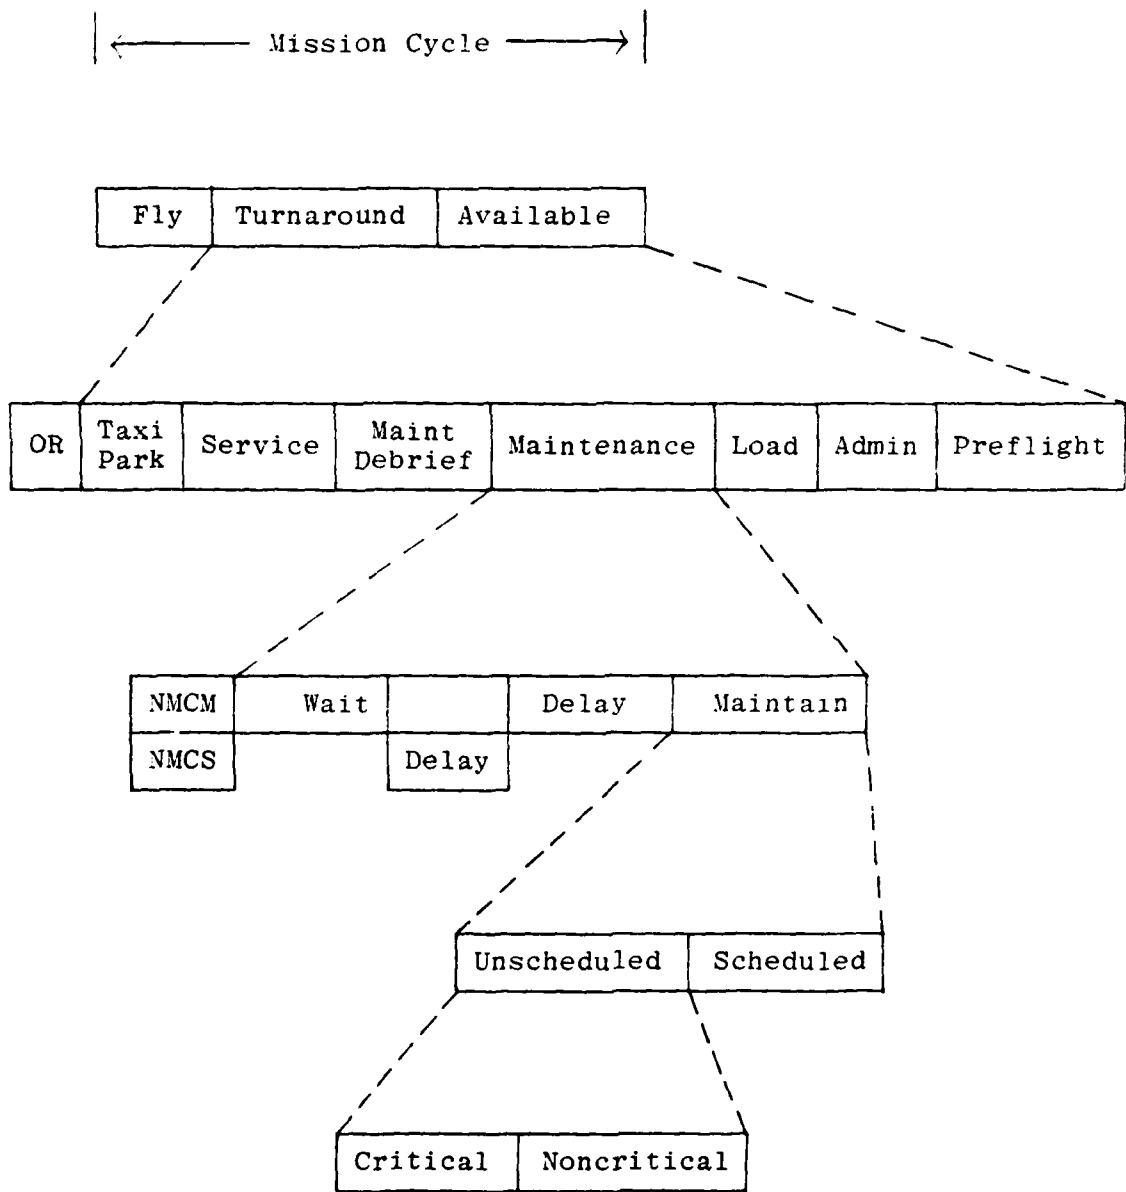 Mission Cycle
Fly Turnaround Available
OR Taxi Park Service Maint Debrief Maintenance Load Admin Preflight
NMCM Wait Delay Maintain
NMCS Delay
Unscheduled Scheduled
Critical Noncritical